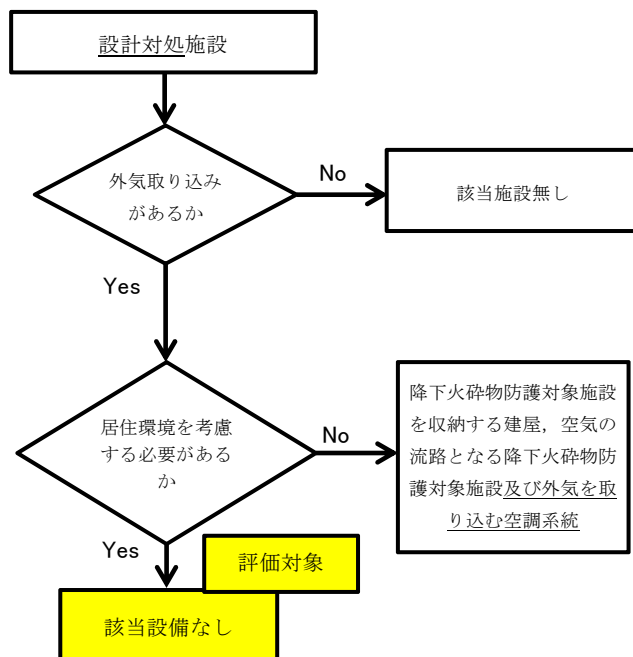 設計対処施設
外気取り込み
があるか
No
該当施設無し
Yes
居住環境を考慮
する必要がある
か
No
降下火砕物防護対象施設
を収納する建屋，空気の
流路となる降下火砕物防
護対象施設及び外気を取
り込む空調系統
Yes
評価対象
該当設備なし